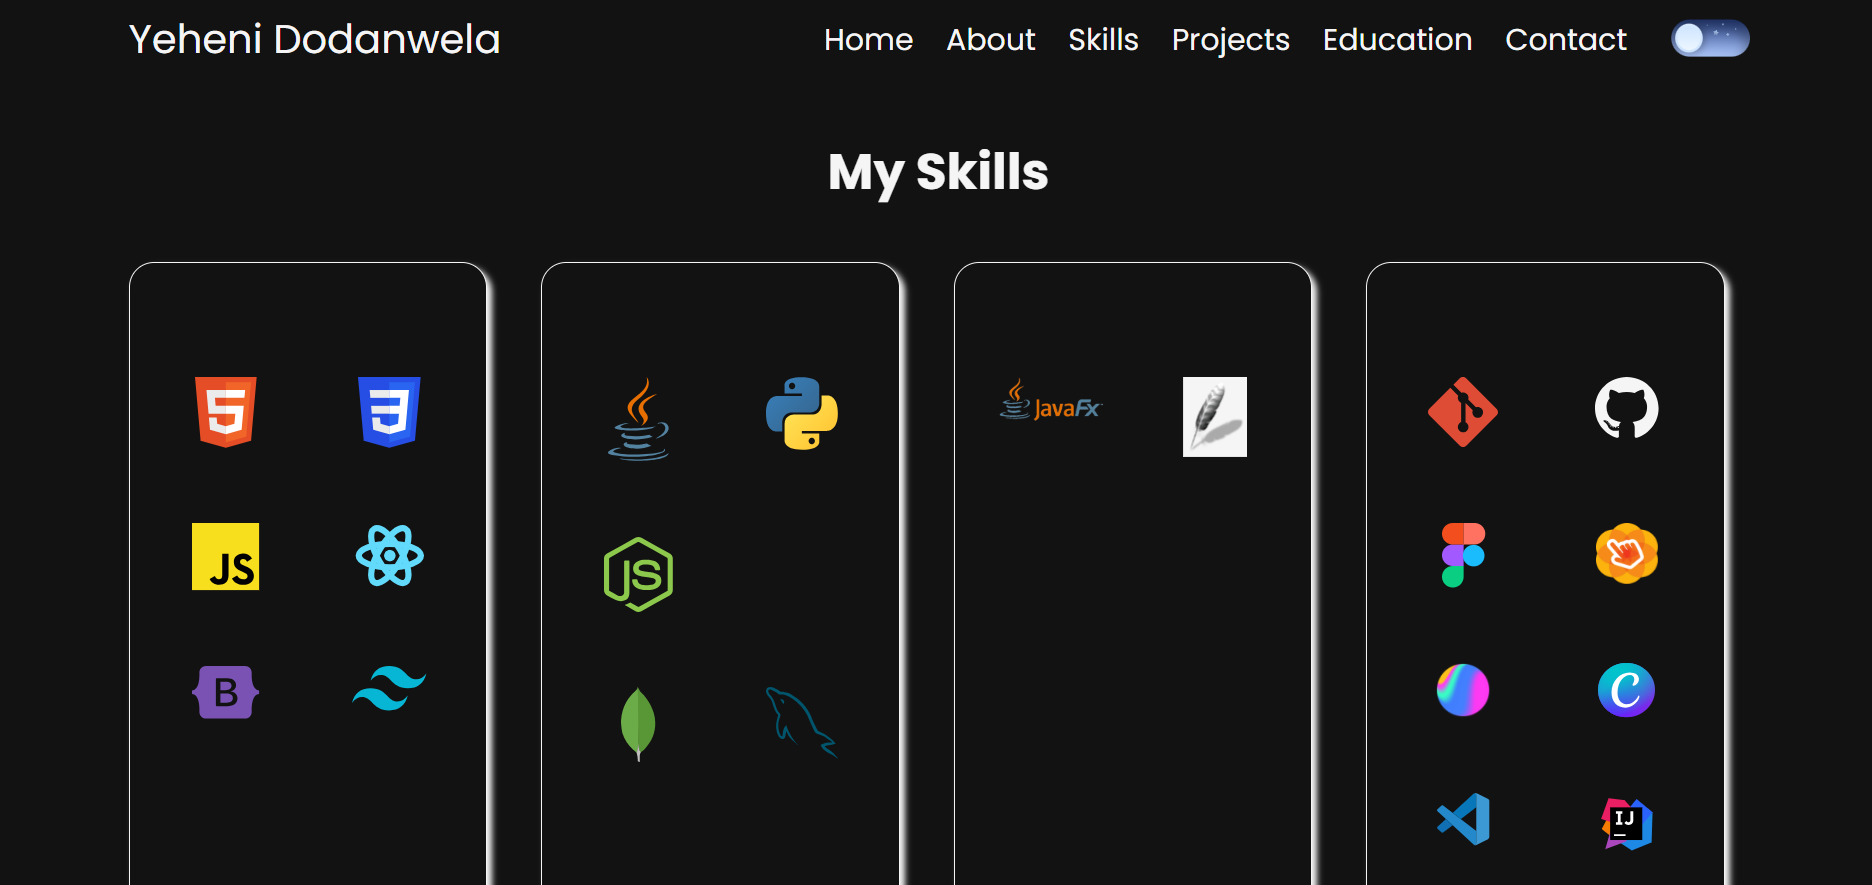 Yeheni Dodanwela
Home About Skills Projects Education Contact
My Skills
5
3
JS
B
JS
JavaFx
C
IJ